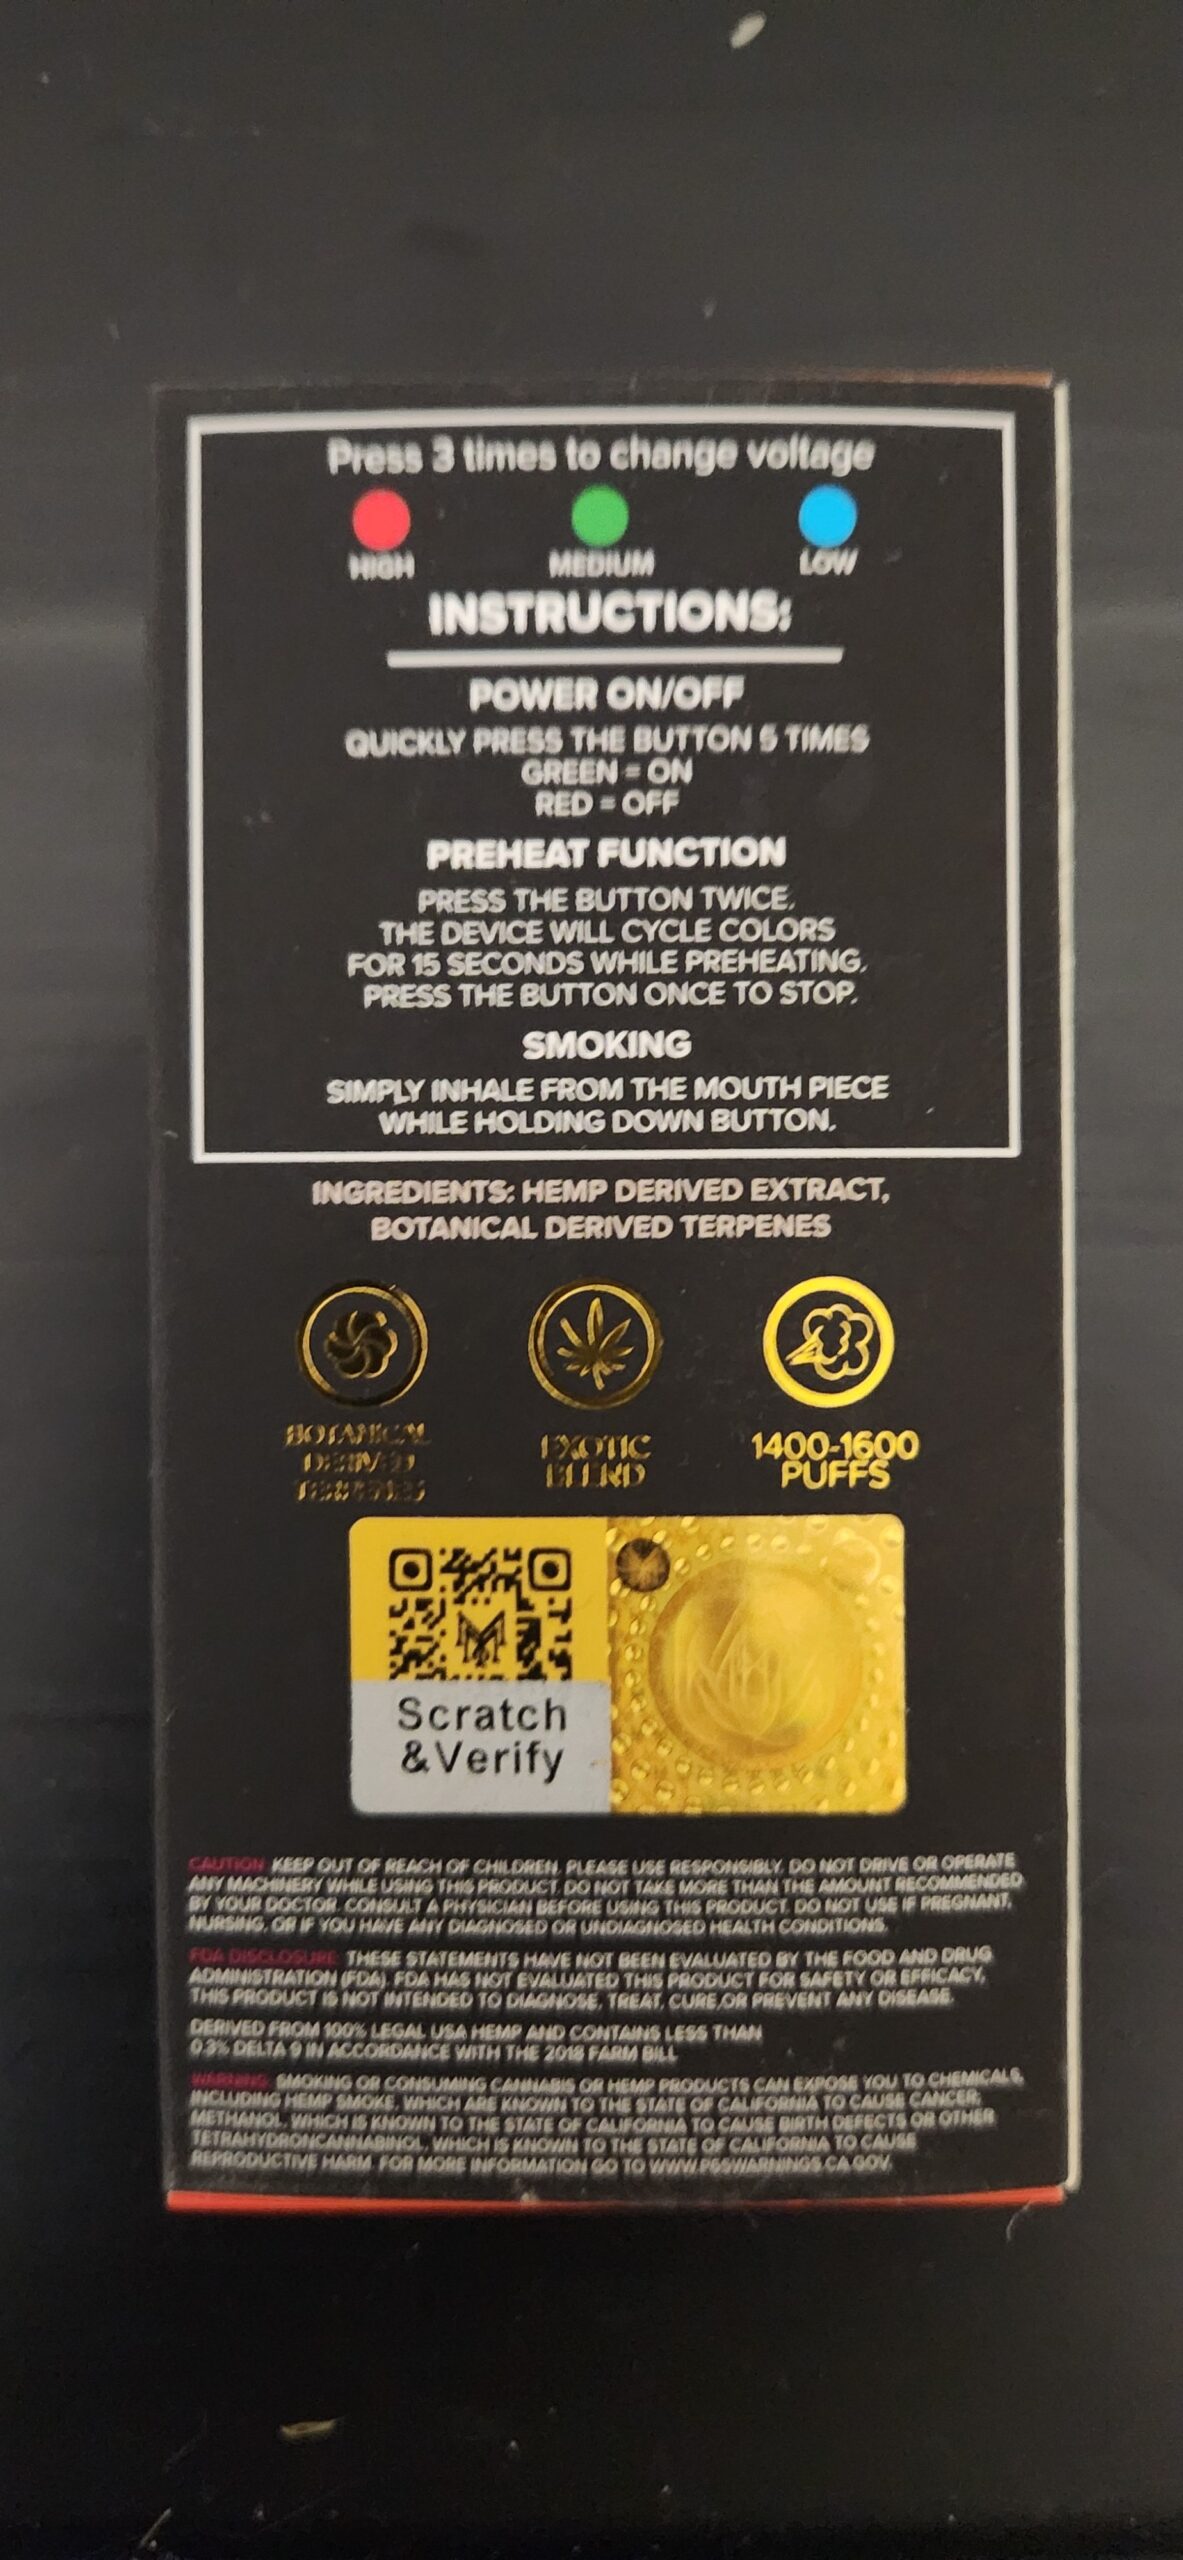 Press 3 times to change voltage
HIGH MEDIUM LOW
INSTRUCTIONS:
POWER ON/OFF
QUICKLY PRESS THE BUTTON 5 TIMES
GREEN = ON
RED = OFF
PREHEAT FUNCTION
PRESS THE BUTTON TWICE.
THE DEVICE WILL CYCLE COLORS
FOR 15 SECONDS WHILE PREHEATING.
PRESS THE BUTTON ONCE TO STOP.
SMOKING
SIMPLY INHALE FROM THE MOUTH PIECE
WHILE HOLDING DOWN BUTTON.
INGREDIENTS: HEMP DERIVED EXTRACT,
BOTANICAL DERIVED TERPENES
BOTANICAL
DERIVED
TERPENES
EXOTIC
BLEND
1400-1600
PUFFS
Scratch
&Verify
CAUTION: KEEP OUT OF REACH OF CHILDREN. PLEASE USE RESPONSIBLY. DO NOT DRIVE OR OPERATE
ANY MACHINERY WHILE USING THIS PRODUCT. DO NOT TAKE MORE THAN THE AMOUNT RECOMMENDED
BY YOUR DOCTOR. CONSULT A PHYSICIAN BEFORE USING THIS PRODUCT. DO NOT USE IF PREGNANT,
NURSING, OR IF YOU HAVE ANY DIAGNOSED OR UNDIAGNOSED HEALTH CONDITIONS.
FDA DISCLOSURE: THESE STATEMENTS HAVE NOT BEEN EVALUATED BY THE FOOD AND DRUG
ADMINISTRATION (FDA). FDA HAS NOT EVALUATED THIS PRODUCT FOR SAFETY OR EFFICACY,
THIS PRODUCT IS NOT INTENDED TO DIAGNOSE, TREAT, CURE,OR PREVENT ANY DISEASE.
DERIVED FROM 100% LEGAL USA HEMP AND CONTAINS LESS THAN
0.3% DELTA 9 IN ACCORDANCE WITH THE 2018 FARM BILL
WARNING: SMOKING OR CONSUMING CANNABIS OR HEMP PRODUCTS CAN EXPOSE YOU TO CHEMICALS,
INCLUDING HEMP SMOKE, WHICH ARE KNOWN TO THE STATE OF CALIFORNIA TO CAUSE CANCER,
METHANOL, WHICH IS KNOWN TO THE STATE OF CALIFORNIA TO CAUSE BIRTH DEFECTS OR OTHER
TETRAHYDROCANNABINOL, WHICH IS KNOWN TO THE STATE OF CALIFORNIA TO CAUSE
REPRODUCTIVE HARM. FOR MORE INFORMATION GO TO WWW.P65WARNINGS.CA.GOV.